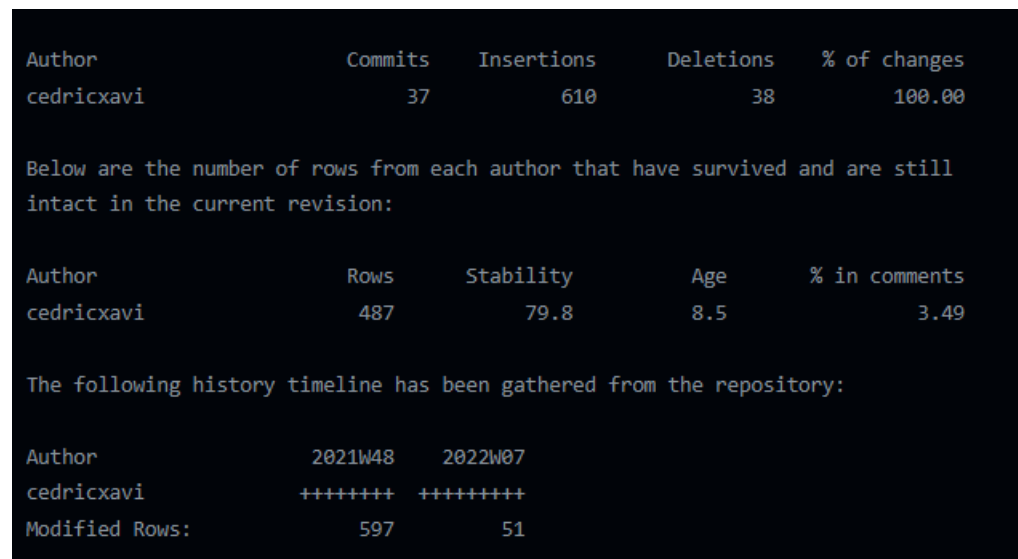 Author Commits Insertions Deletions % of changes
cedricxavi 37 610 38 100.00
Below are the number of rows from each author that have survived and are still
intact in the current revision:
Author Rows Stability Age % in comments
cedricxavi 487 79.8 8.5 3.49
The following history timeline has been gathered from the repository:
Author 2021W48 2022W07
cedricxavi ++++++++ +++++++++
Modified Rows: 597 51